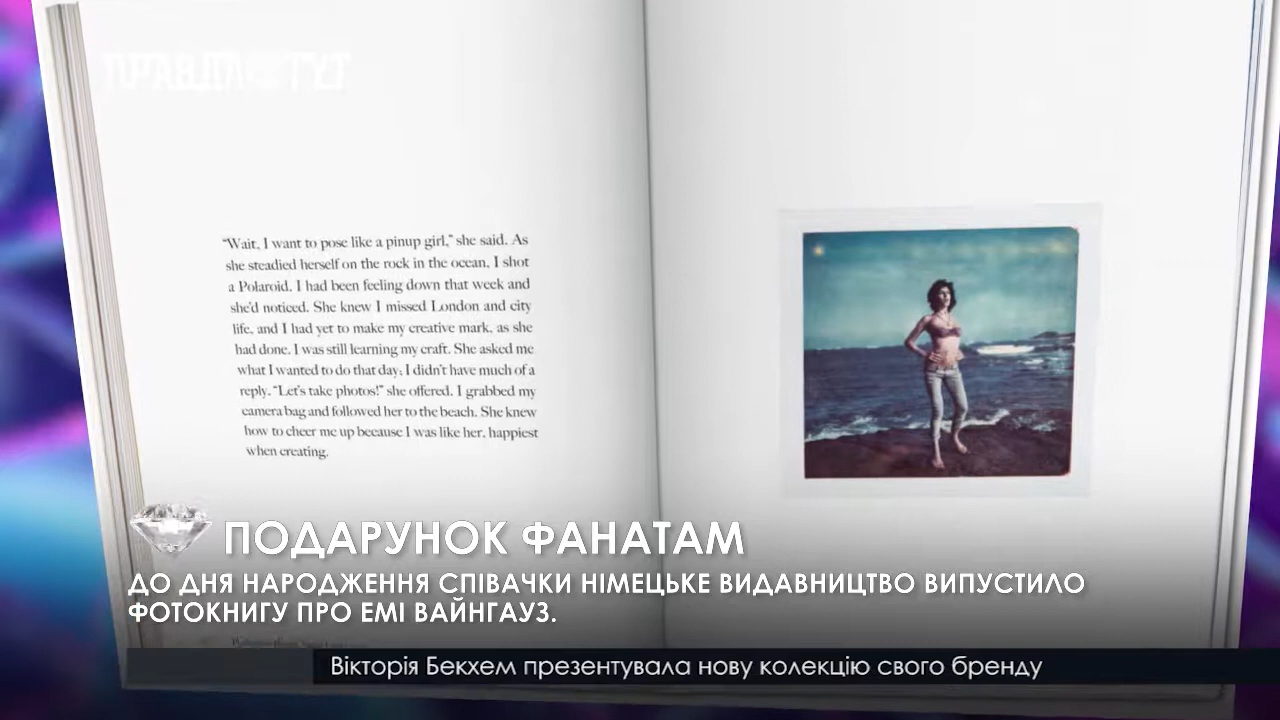 ПРАВДА ТУТ
“Wait, I want to pose like a pinup girl,” she said. As
she steadied herself on the rock in the ocean, I shot
a Polaroid. I had been feeling down that week and
she’d noticed. She knew I missed London and city
life, and I had yet to make my creative mark, as she
had done. I was still learning my craft. She asked me
what I wanted to do that day; I didn’t have much of a
reply. “Let’s take photos!” she offered. I grabbed my
camera bag and followed her to the beach. She knew
how to cheer me up because I was like her, happiest
when creating.
ПОДАРУНОК ФАНАТАМ
ДО ДНЯ НАРОДЖЕННЯ СПІВАЧКИ НІМЕЦЬКЕ ВИДАВНИЦТВО ВИПУСТИЛО
ФОТОКНИГУ ПРО ЕМІ ВАЙНГАУЗ.
Вікторія Бекхем презентувала нову колекцію свого бренду